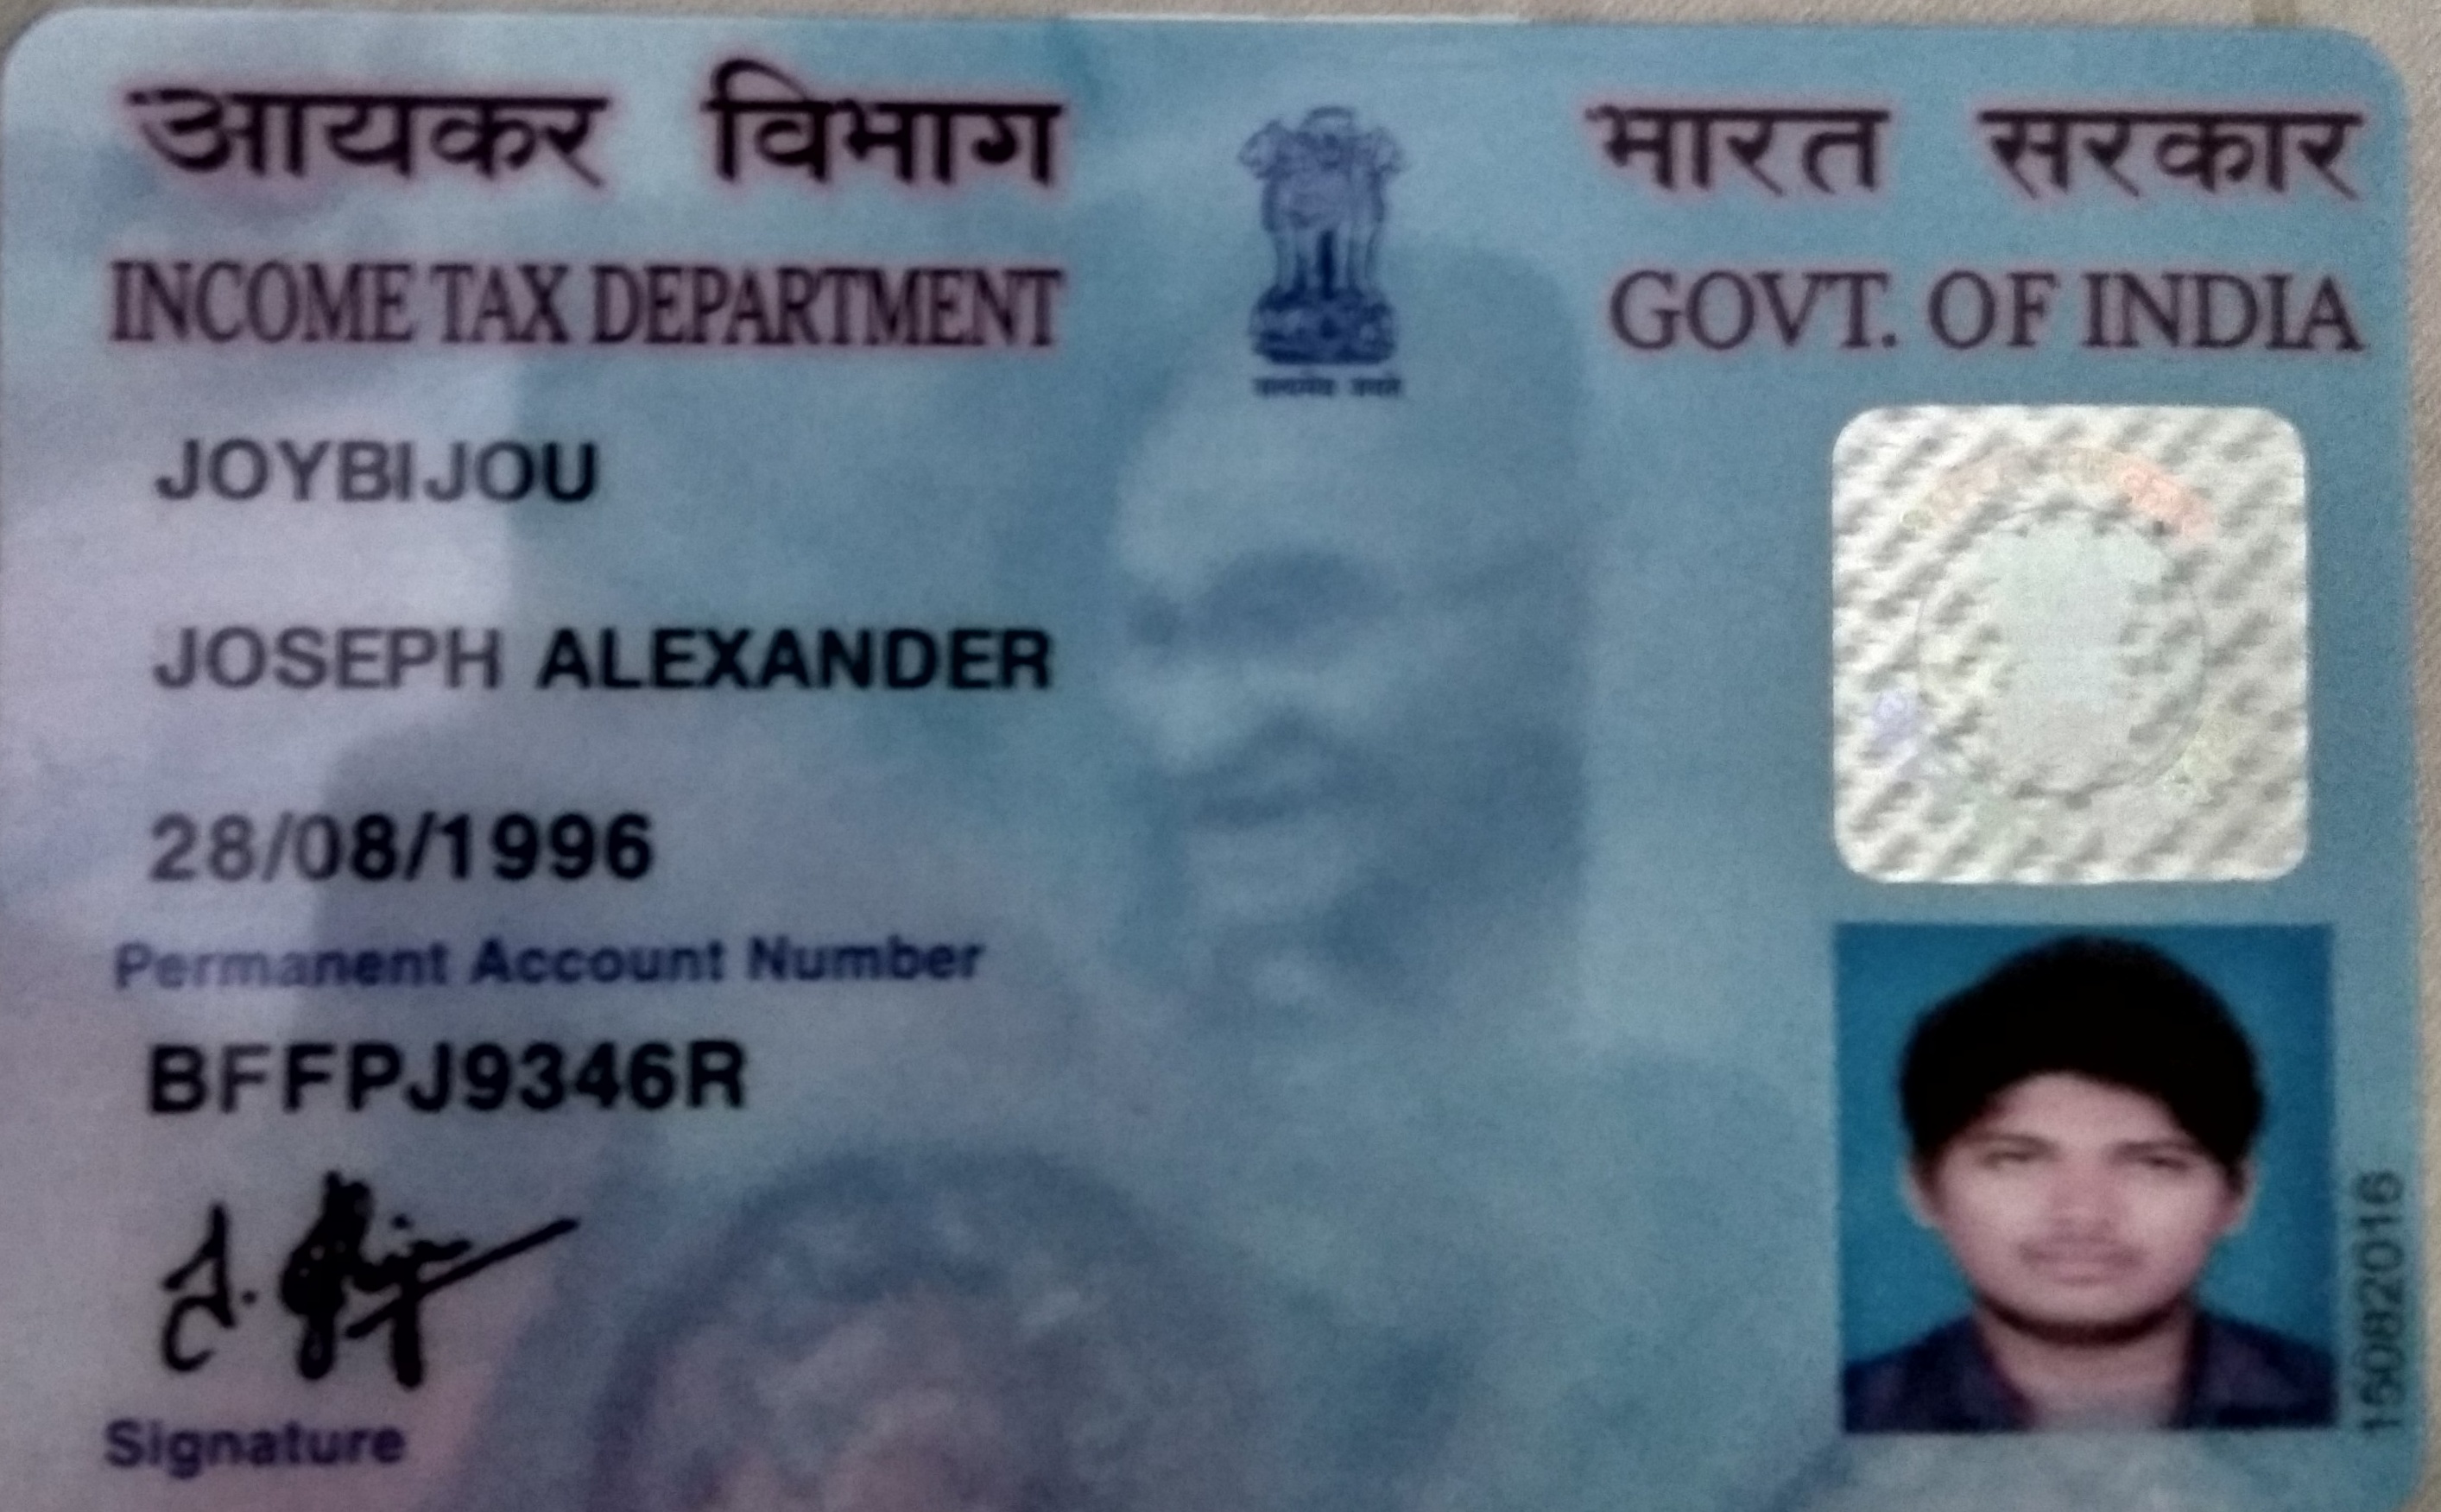 आयकर विभाग
भारत सरकार
INCOME TAX DEPARTMENT
GOVT. OF INDIA
सत्यमेव जयते
JOYBIJOU
JOSEPH ALEXANDER
28/08/1996
Permanent Account Number
BFFPJ9346R
Signature
15082016